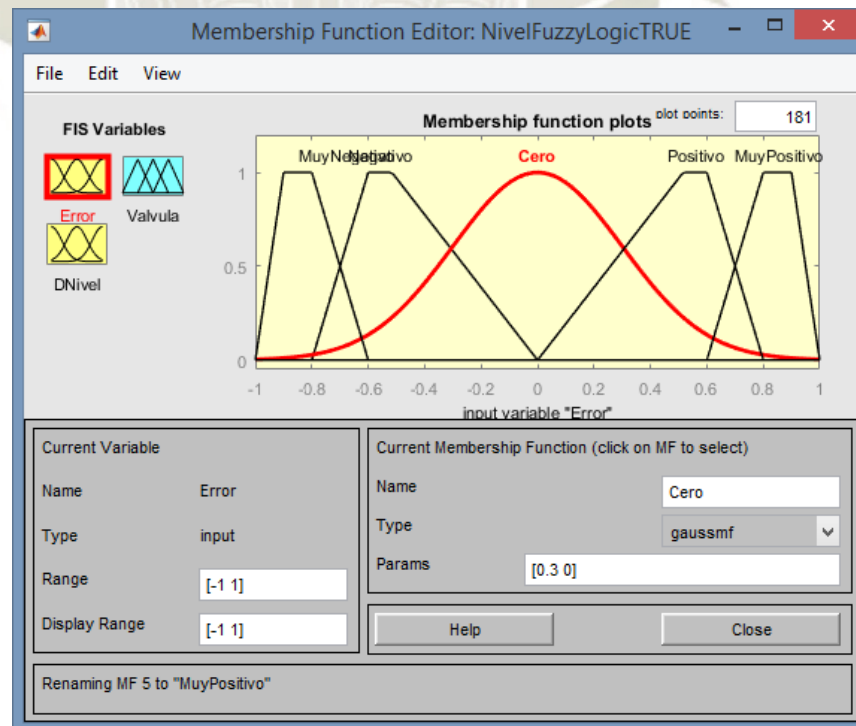 Membership Function Editor: NivelFuzzyLogicTRUE
File Edit View
FIS Variables
Error
Valvula
DNivel
Membership function plots
plot points:
181
MuyNegativo
Negativo
Cero
Positivo
MuyPositivo
1
0.5
0
-1 -0.8 -0.6 -0.4 -0.2 0 0.2 0.4 0.6 0.8 1
input variable "Error"
Current Variable
Name Error
Type input
Range [-1 1]
Display Range [-1 1]
Current Membership Function (click on MF to select)
Name Cero
Type gaussmf
Params [0.3 0]
Help Close
Renaming MF 5 to "MuyPositivo"